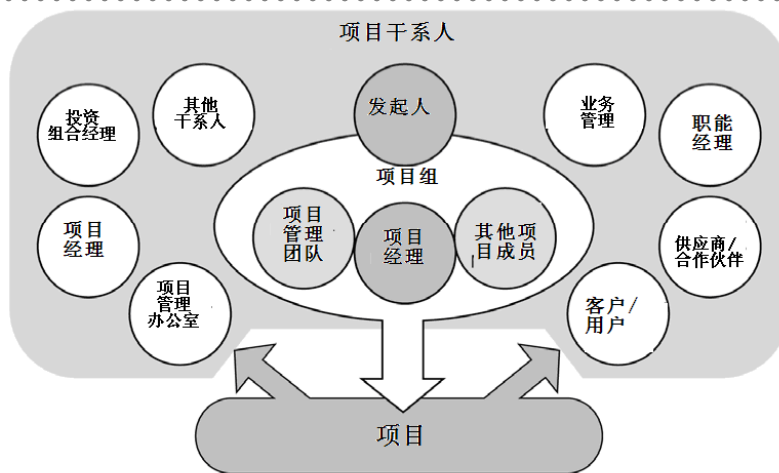 项目干系人
投资
组合经理
其他
干系人
发起人
业务
管理
职能
经理
项目组
项目
经理
项目
管理
团队
项目
经理
其他项
目成员
供应商/
合作伙伴
项目
管理
办公室
客户/
用户
项目